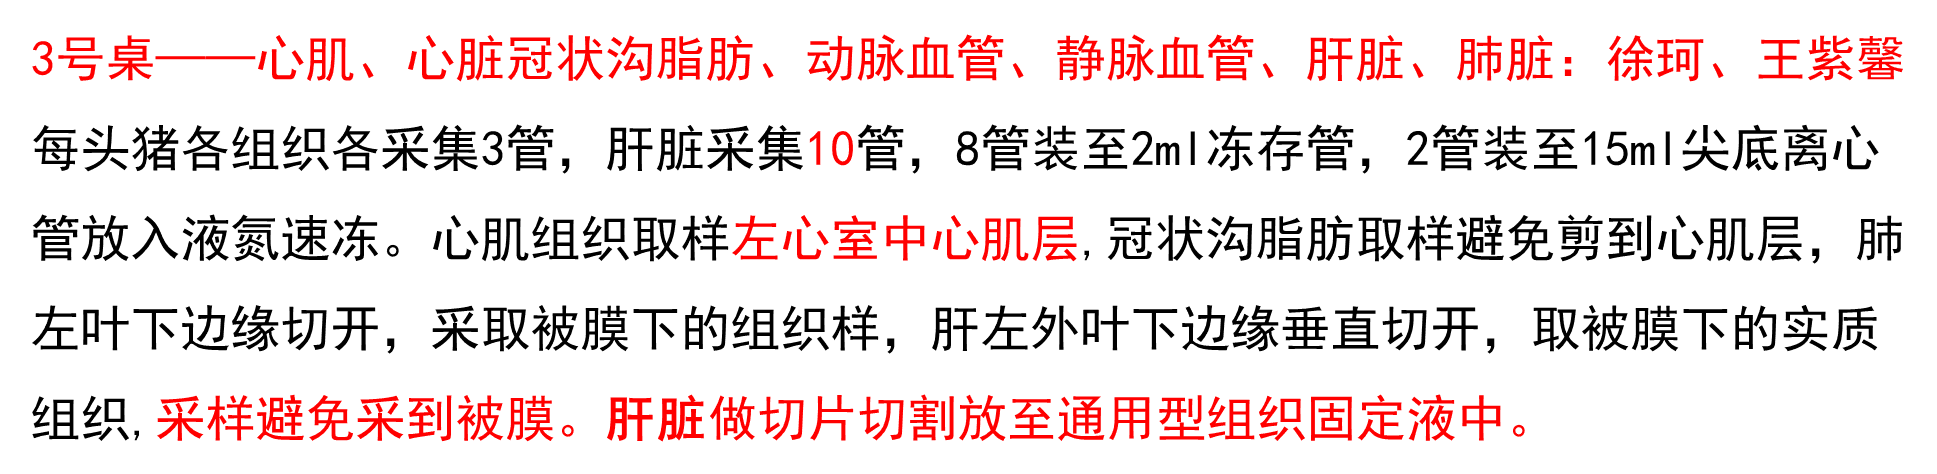 3号桌——心肌、心脏冠状沟脂肪、动脉血管、静脉血管、肝脏、肺脏：徐珂、王紫馨
每头猪各组织各采集3管，肝脏采集10管，8管装至2ml冻存管，2管装至15ml尖底离心
管放入液氮速冻。心肌组织取样左心室中心肌层,冠状沟脂肪取样避免剪到心肌层，肺
左叶下边缘切开，采取被膜下的组织样，肝左外叶下边缘垂直切开，取被膜下的实质
组织,采样避免采到被膜。肝脏做切片切割放至通用型组织固定液中。